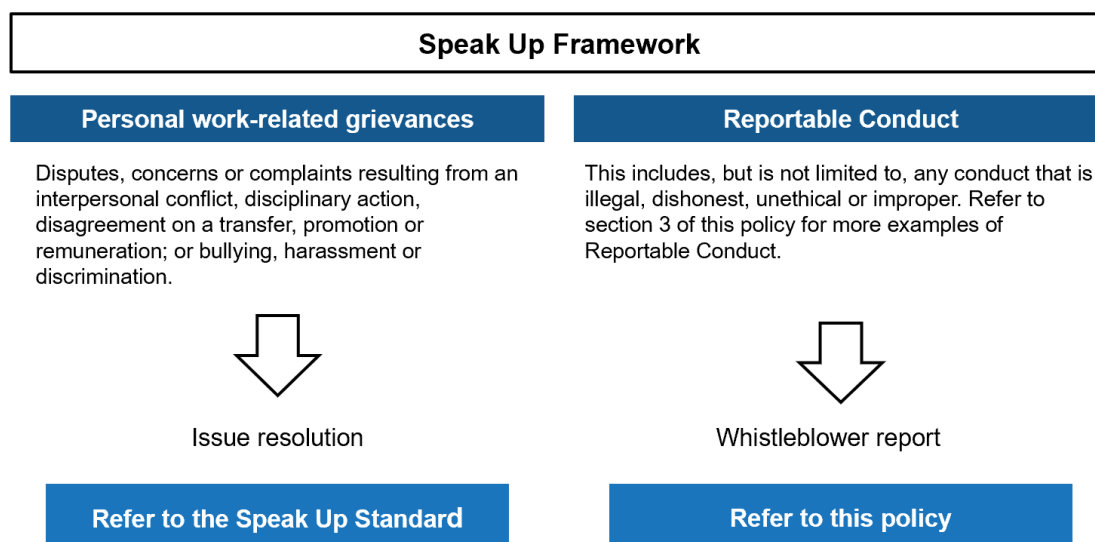 Speak Up Framework
Personal work-related grievances
Disputes, concerns or complaints resulting from an
interpersonal conflict, disciplinary action,
disagreement on a transfer, promotion or
remuneration; or bullying, harassment or
discrimination.
Issue resolution
Refer to the Speak Up Standard
Reportable Conduct
This includes, but is not limited to, any conduct that is
illegal, dishonest, unethical or improper. Refer to
section 3 of this policy for more examples of
Reportable Conduct.
Whistleblower report
Refer to this policy